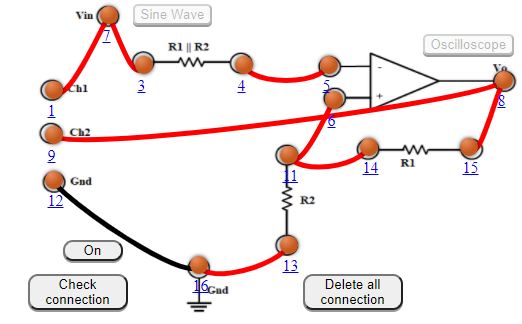 Vin
Sine Wave
7
R1 || R2
Oscilloscope
3
4
5
-
Vo
8
Ch1
1
+
6
Ch2
9
11
14
R1
15
Gnd
12
R2
On
13
16
Gnd
Check
connection
Delete all
connection